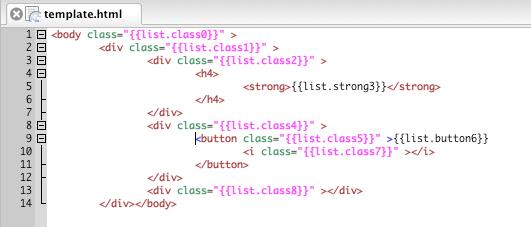 template.html
1 <body class="{{list.class0}}" >
2 <div class="{{list.class1}}" >
3 <div class="{{list.class2}}" >
4 <h4>
5 <strong>{{list.strong3}}</strong>
6 </h4>
7 </div>
8 <div class="{{list.class4}}" >
9 <button class="{{list.class5}}" >{{list.button6}}
10 <i class="{{list.class7}}" ></i>
11 </button>
12 </div>
13 <div class="{{list.class8}}" ></div>
14 </div></body>